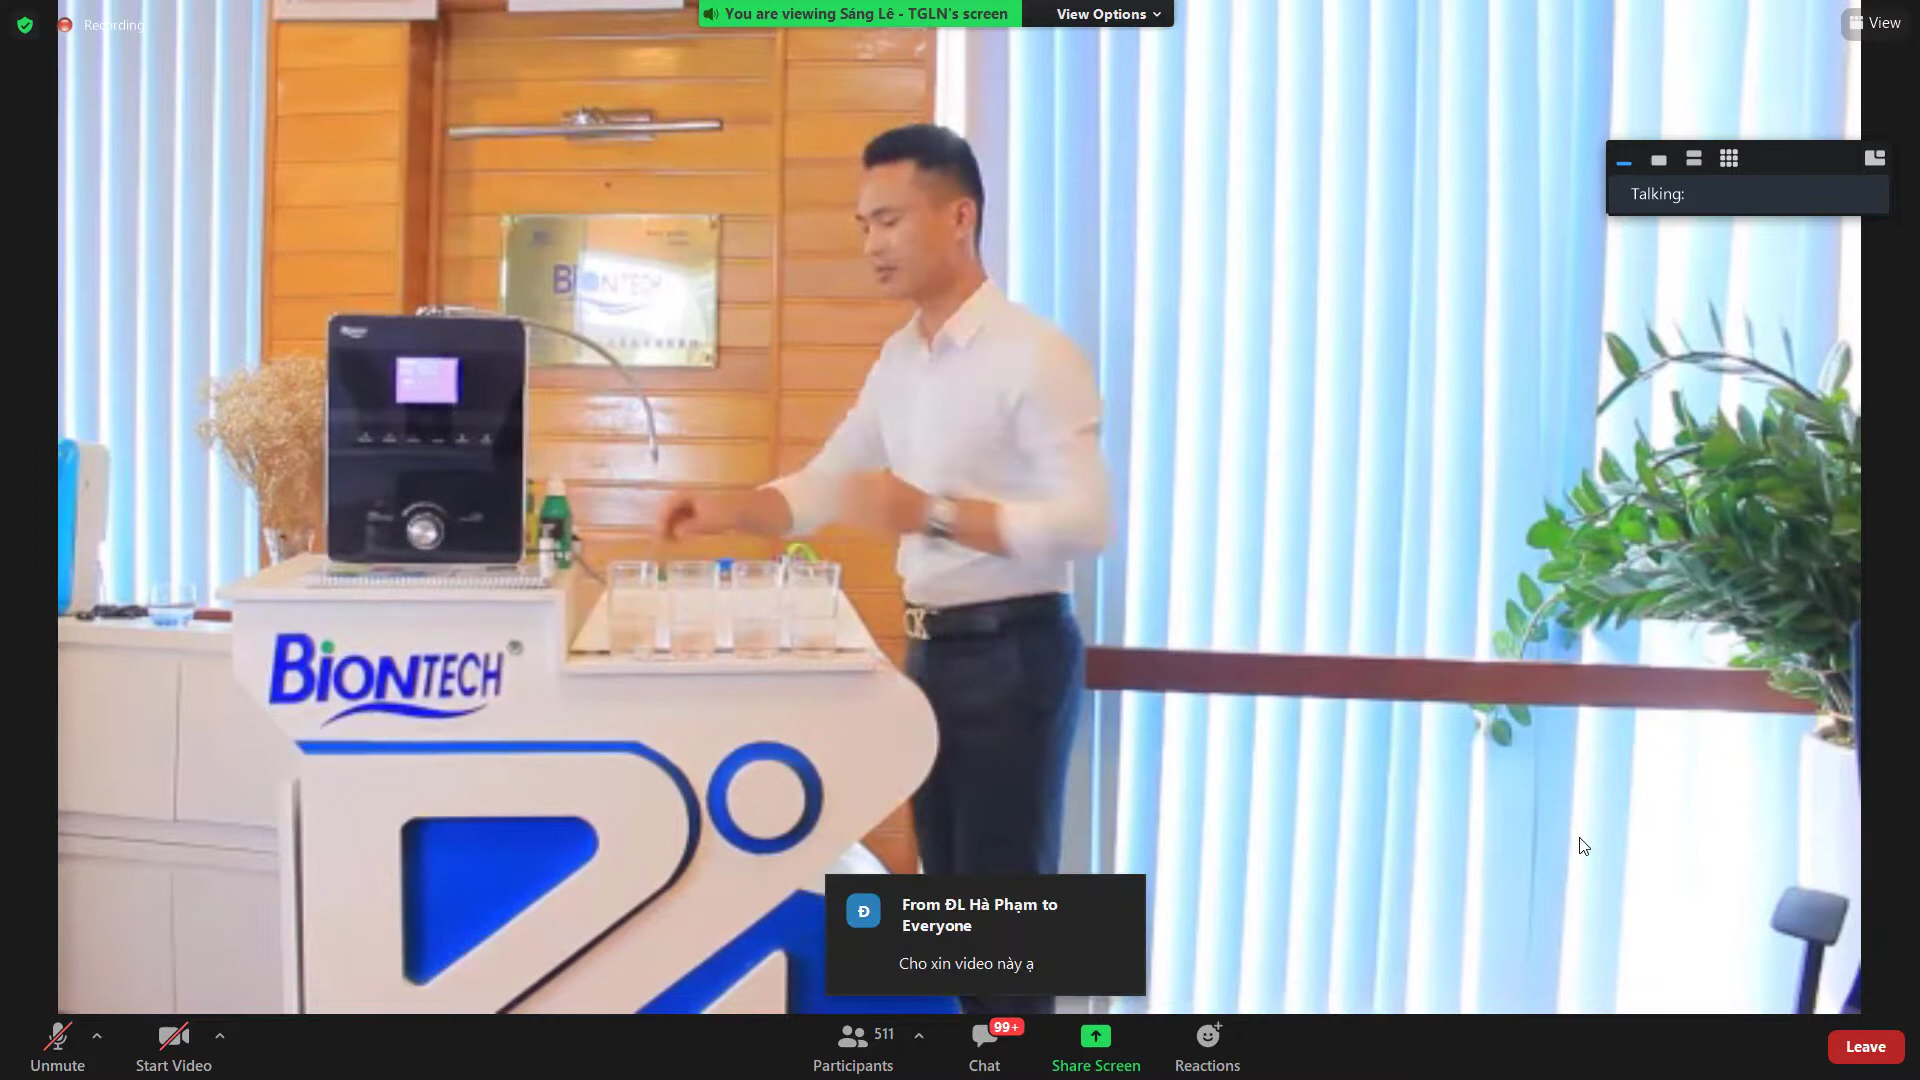 Recording
You are viewing Sáng Lê - TGLN's screen
View Options
View
Talking:
BIONTECH
BIONTECH ®
Đ
From ĐL Hà Phạm to
Everyone
Cho xin video này ạ
Unmute
Start Video
511
Participants
99+
Chat
Share Screen
Reactions
Leave